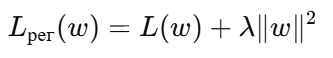 L_рег(w) = L(w) + λ∥w∥²